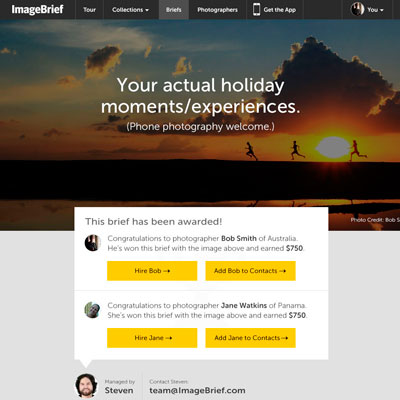 ImageBrief Tour Collections Briefs Photographers Get the App You
Your actual holiday
moments/experiences.
(Phone photography welcome.)
Photo Credit: Bob S
This brief has been awarded!
Congratulations to photographer Bob Smith of Australia.
He's won this brief with the image above and earned $750.
Hire Bob → Add Bob to Contacts →
Congratulations to photographer Jane Watkins of Panama.
She's won this brief with the image above and earned $750.
Hire Jane → Add Jane to Contacts →
Managed by Contact Steven:
Steven team@ImageBrief.com